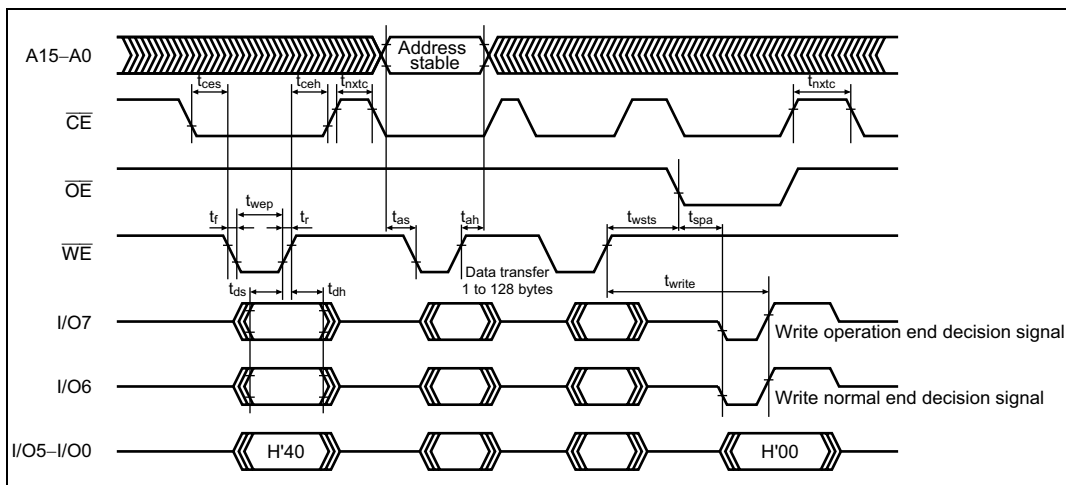 A15–A0
Address
stable
tces
tceh
tnxtc
tnxtc
CE
OE
twep
tf
tr
tas
tah
twsts
tspa
WE
Data transfer
1 to 128 bytes
tds
tdh
twrite
I/O7
Write operation end decision signal
I/O6
Write normal end decision signal
I/O5–I/O0
H'40
H'00